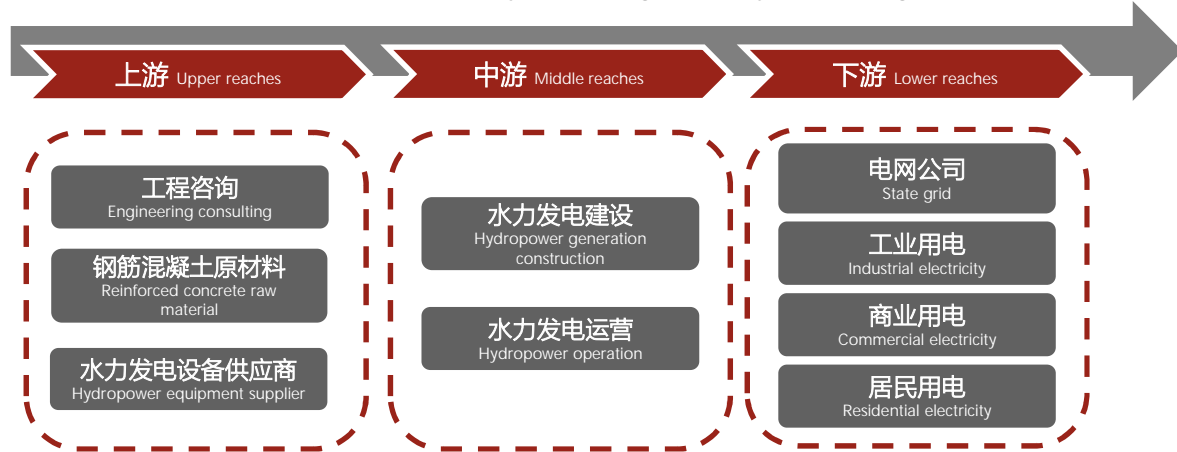 上游 Upper reaches
中游 Middle reaches
下游 Lower reaches
工程咨询
Engineering consulting
钢筋混凝土原材料
Reinforced concrete raw
material
水力发电设备供应商
Hydropower equipment supplier
水力发电建设
Hydropower generation
construction
水力发电运营
Hydropower operation
电网公司
State grid
工业用电
Industrial electricity
商业用电
Commercial electricity
居民用电
Residential electricity